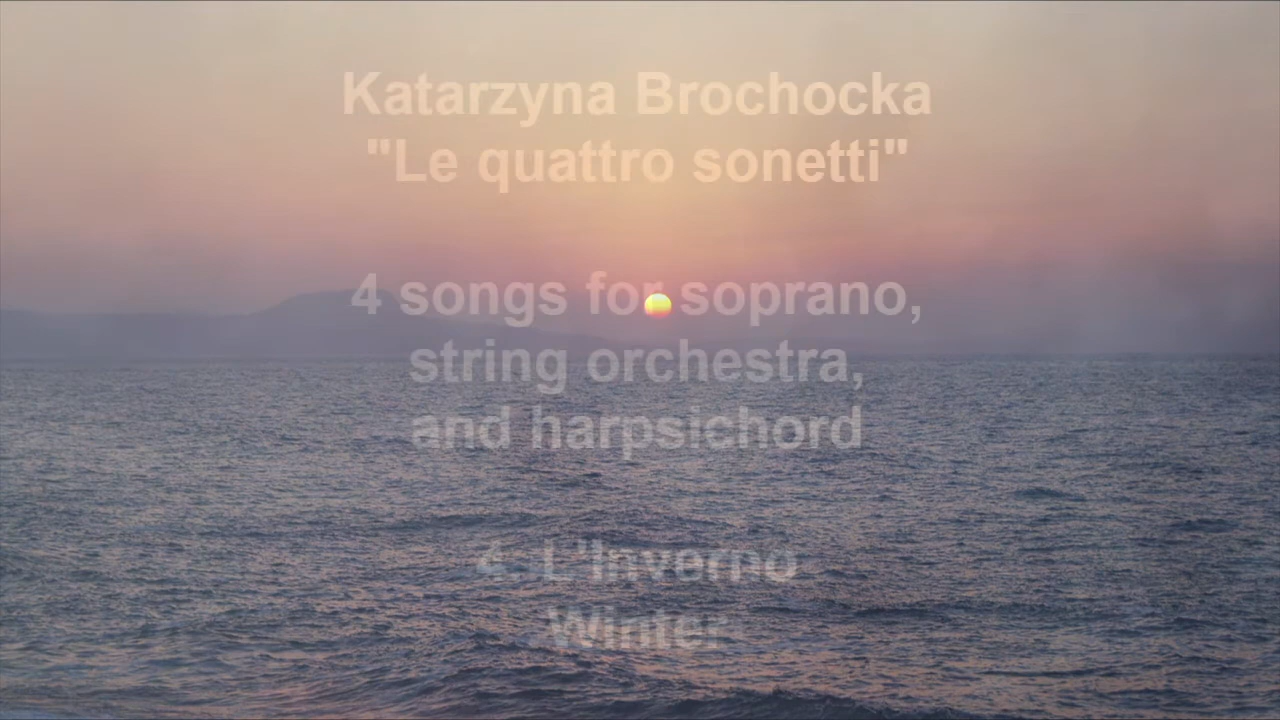 Katarzyna Brochocka
"Le quattro sonetti"
4 songs for soprano,
string orchestra,
and harpsichord
4. L'Inverno
Winter